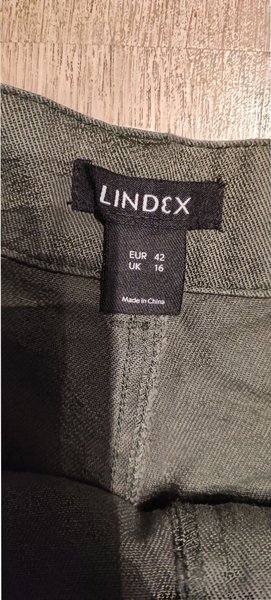 LINDEX
EUR 42
UK 16
Made in China